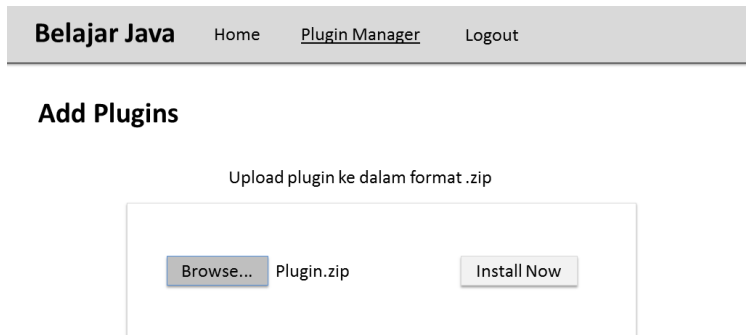 Belajar Java Home Plugin Manager Logout
Add Plugins
Upload plugin ke dalam format .zip
Browse... Plugin.zip Install Now